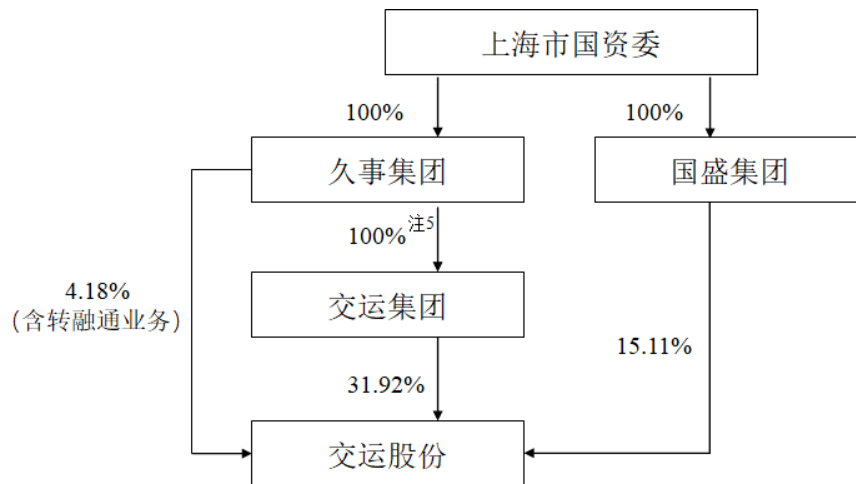 上海市国资委
100%
100%
久事集团
国盛集团
100%注5
4.18%
（含转融通业务）
交运集团
15.11%
31.92%
交运股份